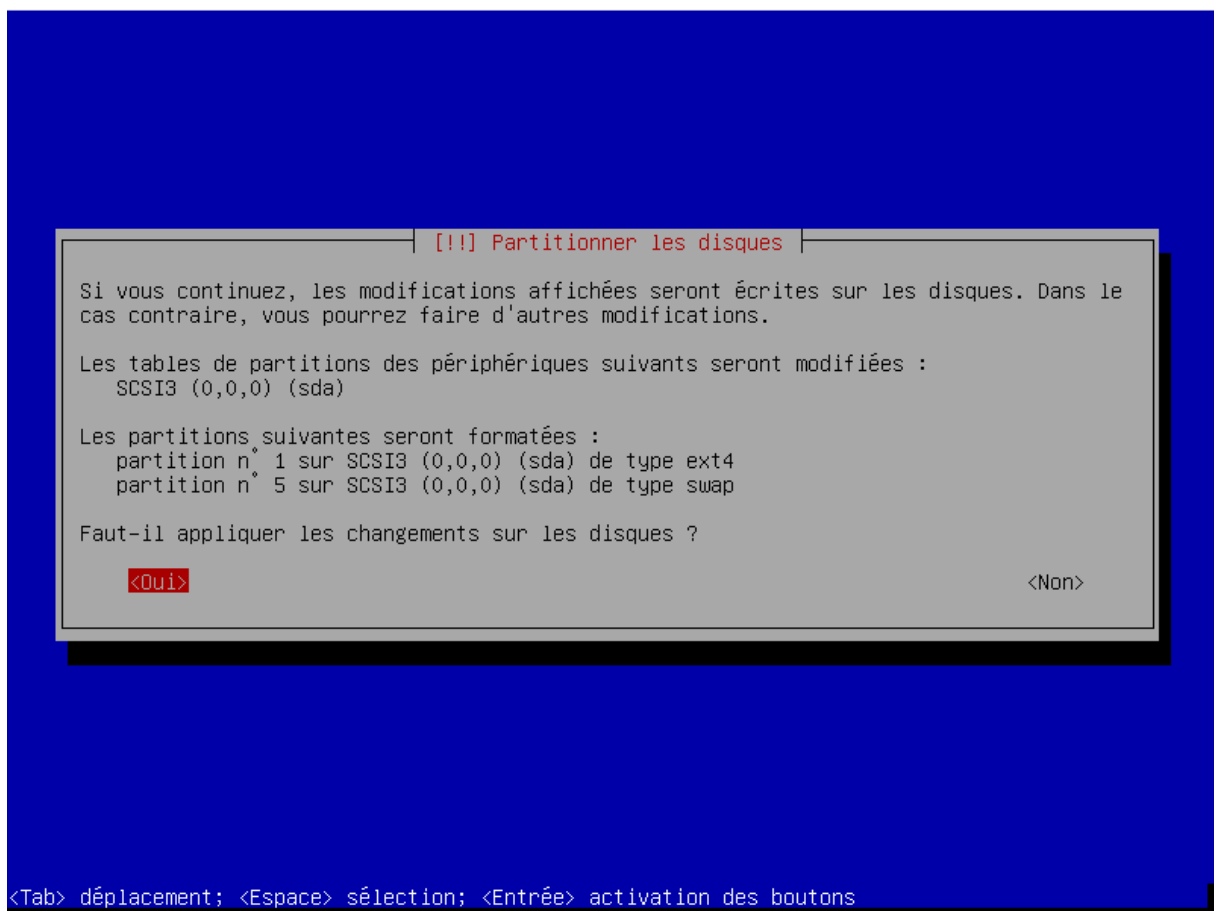 [!!] Partitionner les disques
Si vous continuez, les modifications affichées seront écrites sur les disques. Dans le
cas contraire, vous pourrez faire d'autres modifications.
Les tables de partitions des périphériques suivants seront modifiées :
SCSI3 (0,0,0) (sda)
Les partitions suivantes seront formatées :
partition n° 1 sur SCSI3 (0,0,0) (sda) de type ext4
partition n° 5 sur SCSI3 (0,0,0) (sda) de type swap
Faut-il appliquer les changements sur les disques ?
<Oui> <Non>
<Tab> déplacement; <Espace> sélection; <Entrée> activation des boutons